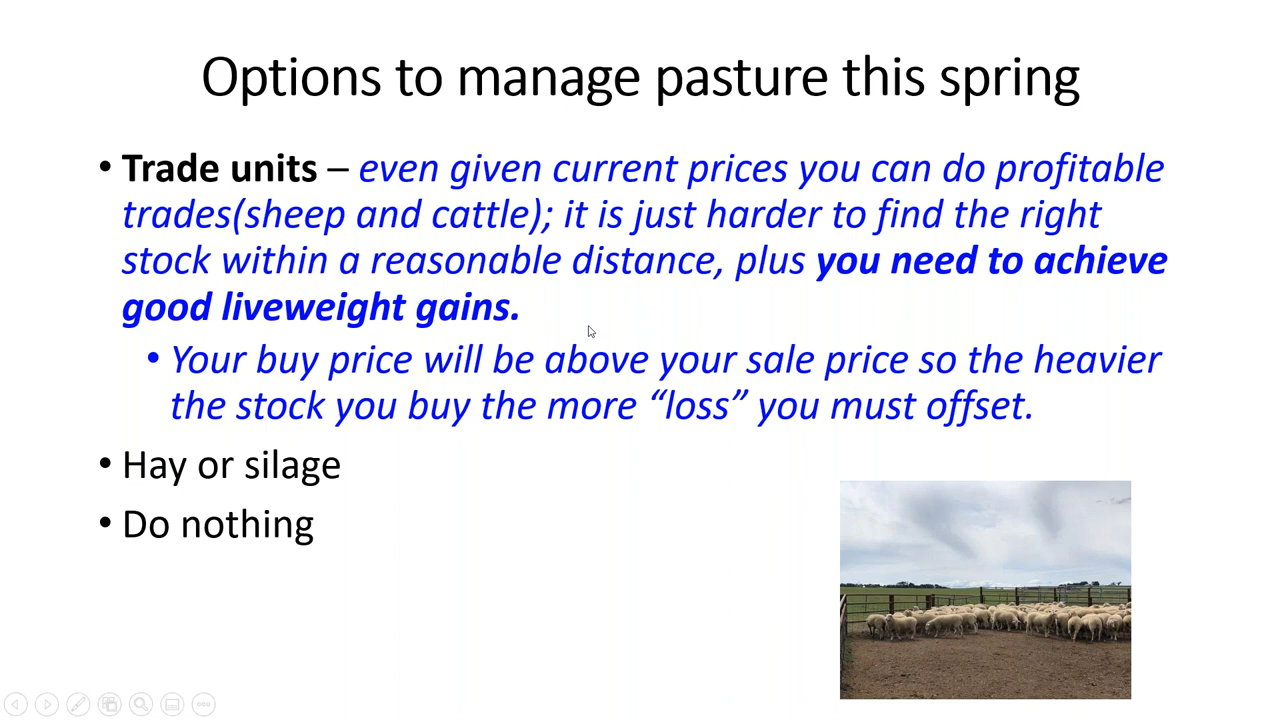 Options to manage pasture this spring
• Trade units – even given current prices you can do profitable
trades(sheep and cattle); it is just harder to find the right
stock within a reasonable distance, plus you need to achieve
good liveweight gains.
• Your buy price will be above your sale price so the heavier
the stock you buy the more “loss” you must offset.
• Hay or silage
• Do nothing